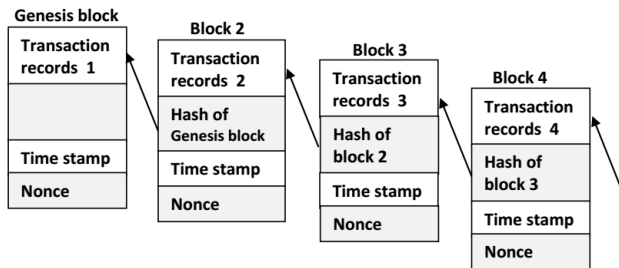 Genesis block
Transaction
records 1
Time stamp
Nonce
Block 2
Transaction
records 2
Hash of
Genesis block
Time stamp
Nonce
Block 3
Transaction
records 3
Hash of
block 2
Time stamp
Nonce
Block 4
Transaction
records 4
Hash of
block 3
Time stamp
Nonce